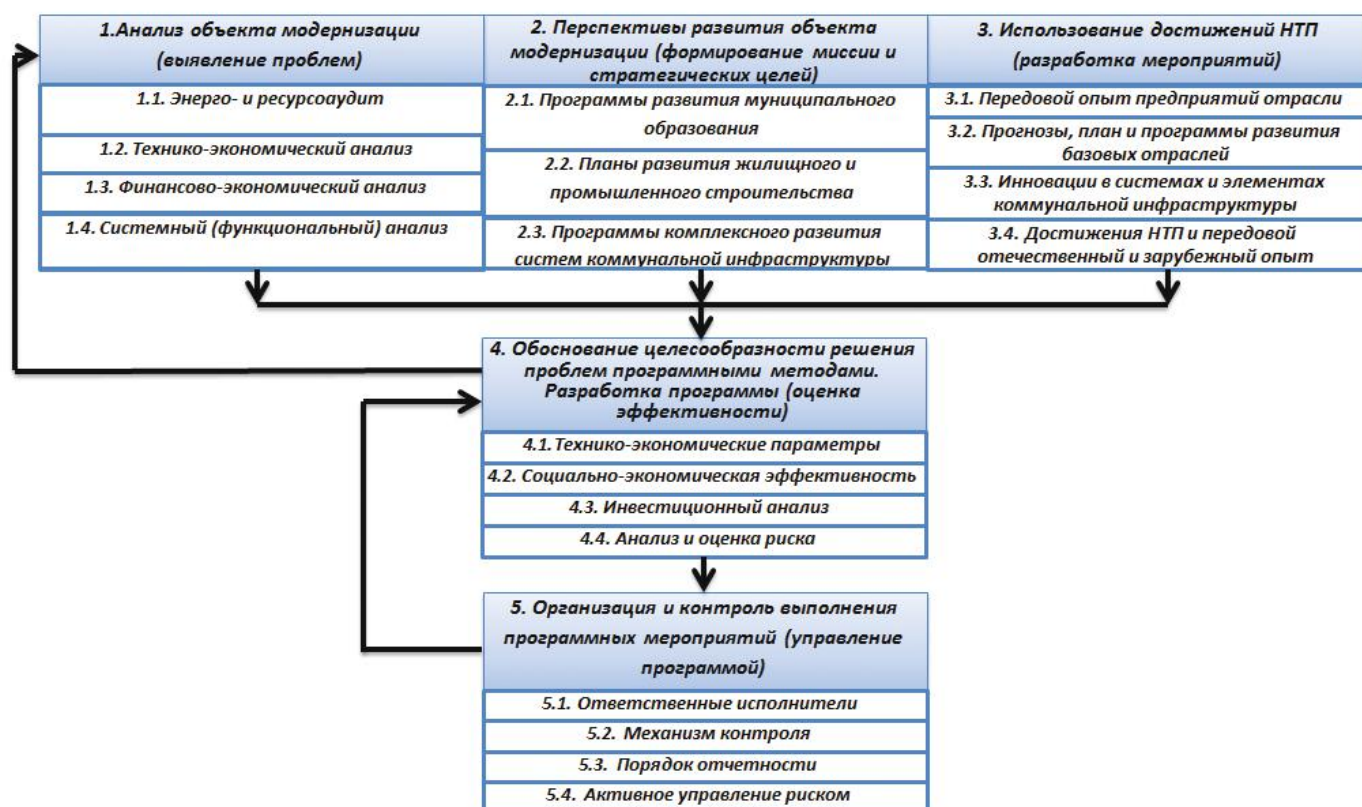 1.Анализ объекта модернизации
(выявление проблем)
1.1. Энерго- и ресурсоаудит
1.2. Технико-экономический анализ
1.3. Финансово-экономический анализ
1.4. Системный (функциональный) анализ
2. Перспективы развития объекта
модернизации (формирование миссии и
стратегических целей)
2.1. Программы развития муниципального
образования
2.2. Планы развития жилищного и
промышленного строительства
2.3. Программы комплексного развития
систем коммунальной инфраструктуры
3. Использование достижений НТП
(разработка мероприятий)
3.1. Передовой опыт предприятий отрасли
3.2. Прогнозы, план и программы развития
базовых отраслей
3.3. Инновации в системах и элементах
коммунальной инфраструктуры
3.4. Достижения НТП и передовой
отечественный и зарубежный опыт
4. Обоснование целесообразности решения
проблем программными методами.
Разработка программы (оценка
эффективности)
4.1. Технико-экономические параметры
4.2. Социально-экономическая эффективность
4.3. Инвестиционный анализ
4.4. Анализ и оценка риска
5. Организация и контроль выполнения
программных мероприятий (управление
программой)
5.1. Ответственные исполнители
5.2. Механизм контроля
5.3. Порядок отчетности
5.4. Активное управление риском